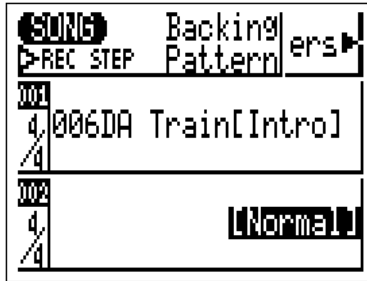 SONG Backing ers
REC STEP Pattern
001
4/4 006DA Train[Intro]
002
4/4 [Normal]